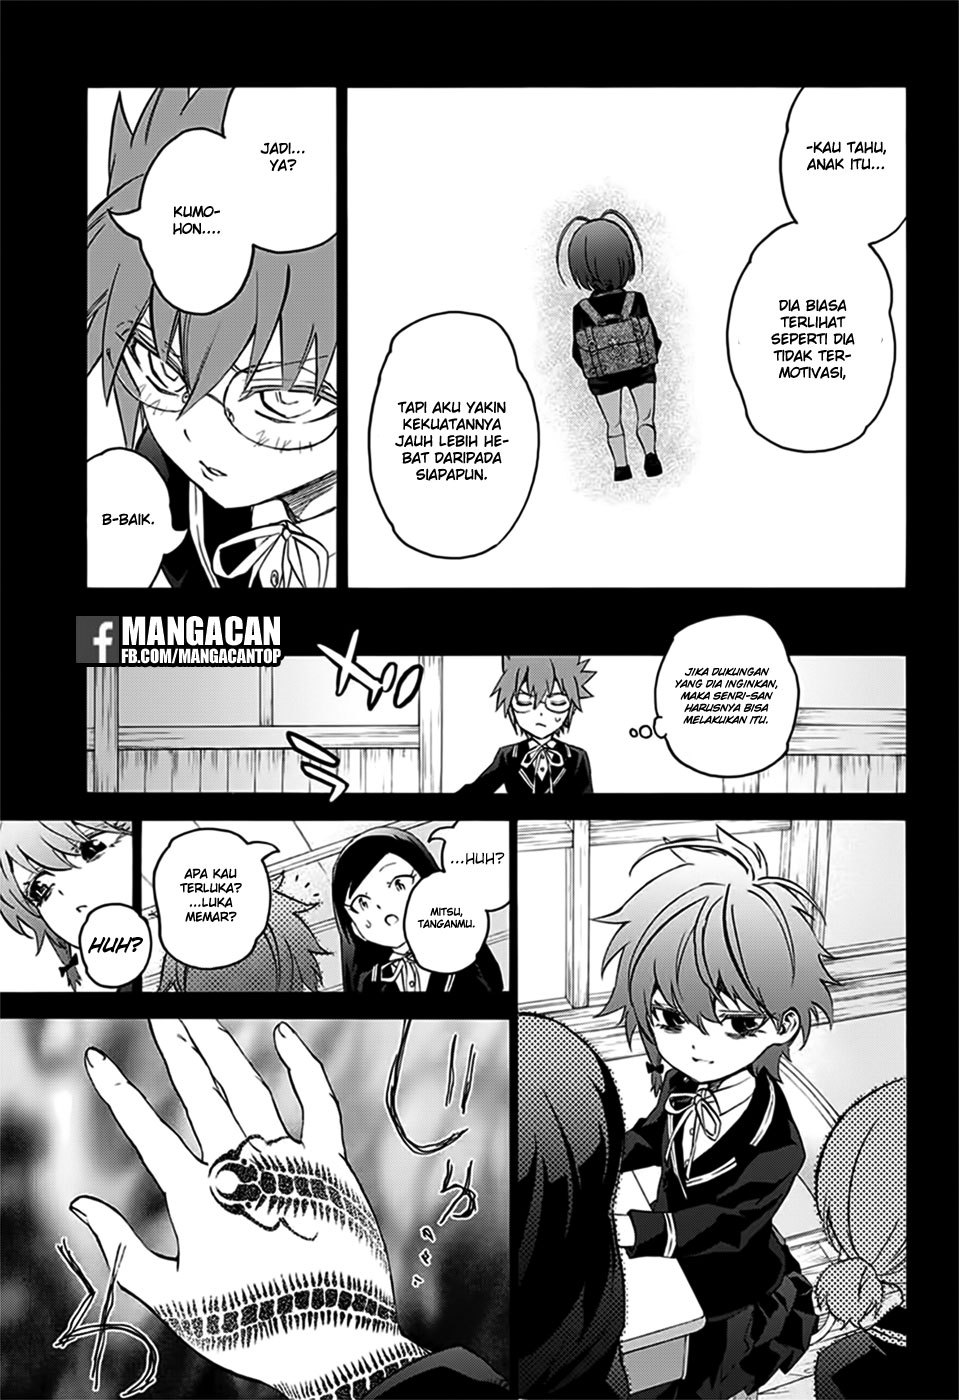 -KAU TAHU,
ANAK ITU...
DIA BIASA
TERLIHAT
SEPERTI DIA
TIDAK TER-
MOTIVASI,
TAPI AKU YAKIN
KEKUATANNYA
JAUH LEBIH HE-
BAT DARIPADA
SIAPAPUN.
JADI...
YA?
KUMO-
HON....
B-BAIK.
f MANGACAN
FB.COM/MANGACANTOP
JIKA DUKUNGAN
YANG DIA INGINKAN,
MAKA SENRI-SAN
HARUSNYA BISA
MELAKUKAN ITU.
...HUH?
MITSU,
TANGANMU.
APA KAU
TERLUKA?
...LUKA
MEMAR?
HUH?